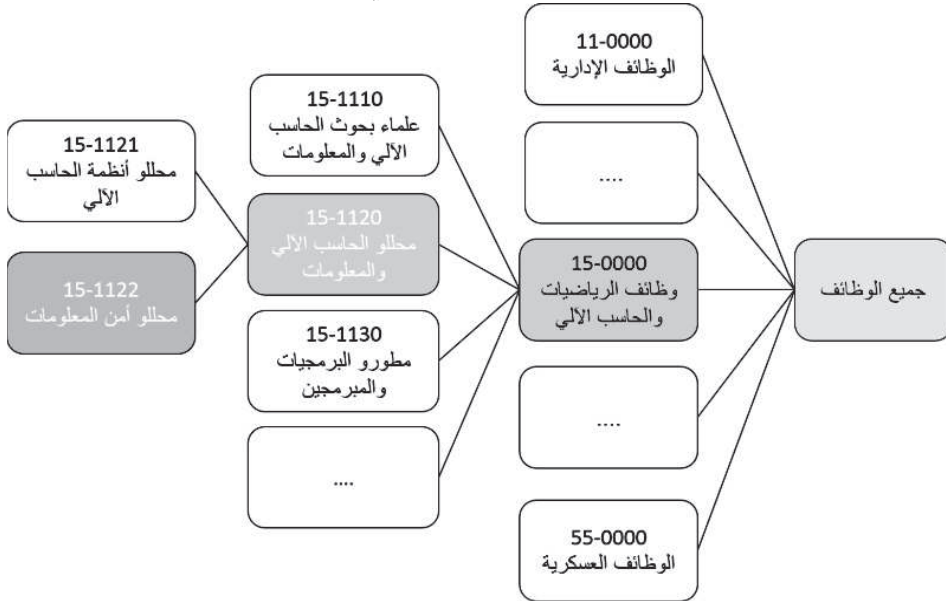 جميع الوظائف
11-0000
الوظائف الإدارية
....
15-0000
وظائف الرياضيات
والحاسب الآلي
....
55-0000
الوظائف العسكرية
15-1110
علماء بحوث الحاسب
الآلي والمعلومات
15-1120
محللو الحاسب الآلي
والمعلومات
15-1130
مطورو البرمجيات
والمبرمجين
....
15-1121
محللو أنظمة الحاسب
الآلي
15-1122
محللو أمن المعلومات